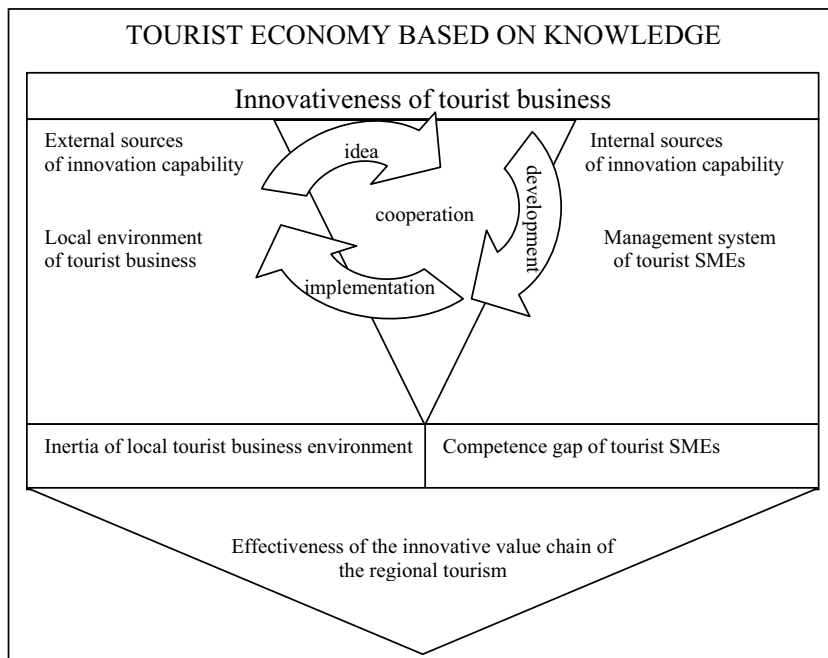 TOURIST ECONOMY BASED ON KNOWLEDGE
Innovativeness of tourist business
External sources
of innovation capability
idea
Internal sources
of innovation capability
development
cooperation
Local environment
of tourist business
Management system
of tourist SMEs
implementation
Inertia of local tourist business environment
Competence gap of tourist SMEs
Effectiveness of the innovative value chain of
the regional tourism